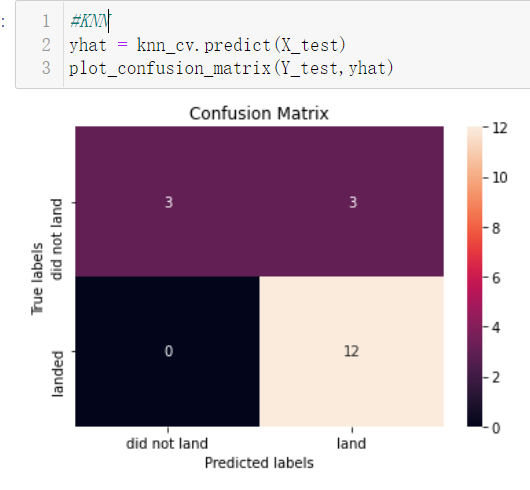 :
1 #KNN
2 yhat = knn_cv.predict(X_test)
3 plot_confusion_matrix(Y_test,yhat)
Confusion Matrix
True labels
did not land
landed
3 3
0 12
did not land land
Predicted labels
12
10
8
6
4
2
0